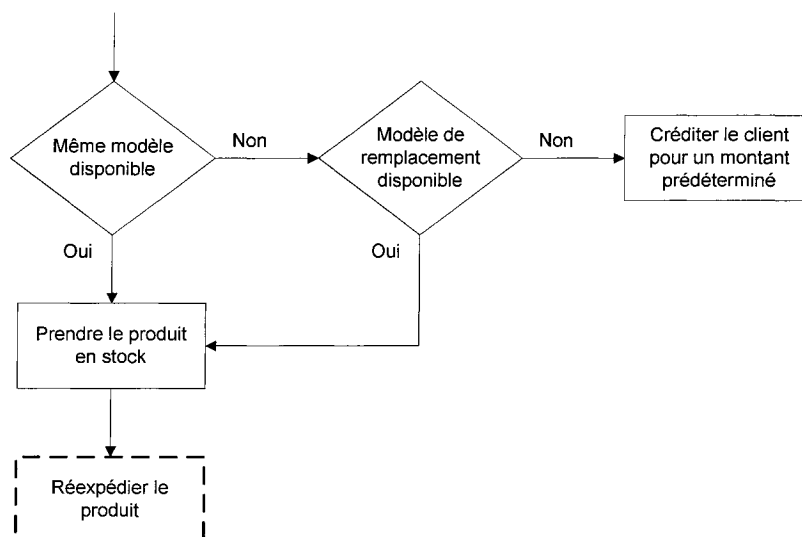 Même modèle
disponible
Non
Modèle de
remplacement
disponible
Non
Créditer le client
pour un montant
prédéterminé
Oui
Oui
Prendre le produit
en stock
Réexpédier le
produit